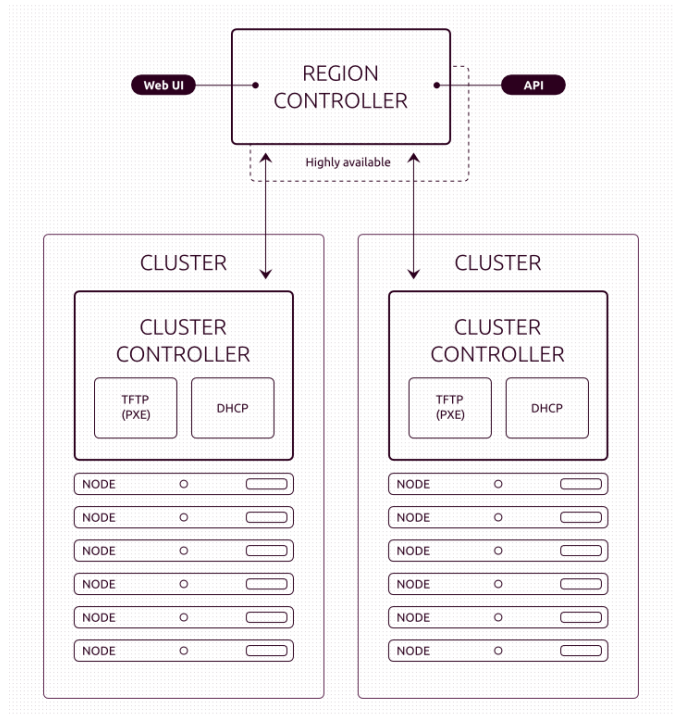 REGION
CONTROLLER
Web UI
API
Highly available
CLUSTER
CLUSTER
CONTROLLER
TFTP
(PXE)
DHCP
NODE
NODE
NODE
NODE
NODE
NODE
CLUSTER
CLUSTER
CONTROLLER
TFTP
(PXE)
DHCP
NODE
NODE
NODE
NODE
NODE
NODE